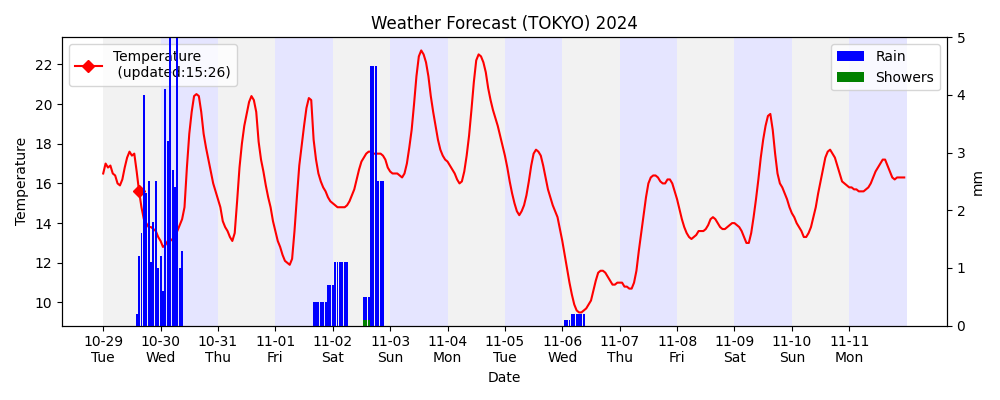 Weather Forecast (TOKYO) 2024
Temperature
(updated:15:26)
Rain
Showers
Temperature
22
20
18
16
14
12
10
5
4
3
2
1
0
mm
10-29 10-30 10-31 11-01 11-02 11-03 11-04 11-05 11-06 11-07 11-08 11-09 11-10 11-11
Tue Wed Thu Fri Sat Sun Mon Tue Wed Thu Fri Sat Sun Mon
Date